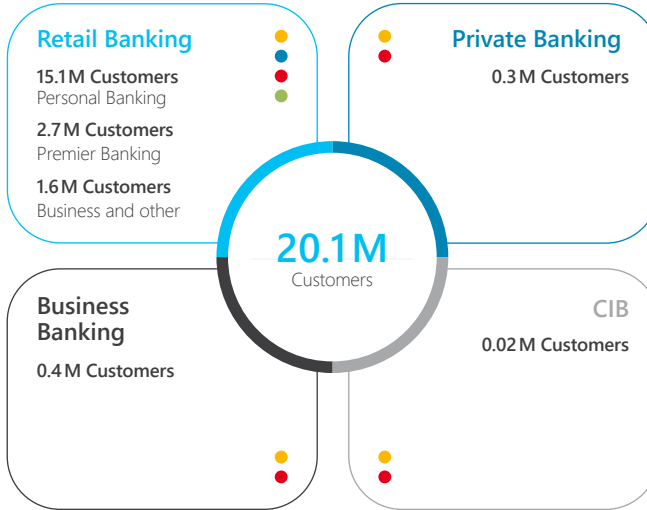 Retail Banking
15.1 M Customers
Personal Banking
2.7 M Customers
Premier Banking
1.6 M Customers
Business and other
Private Banking
0.3 M Customers
20.1 M
Customers
Business
Banking
0.4 M Customers
CIB
0.02 M Customers